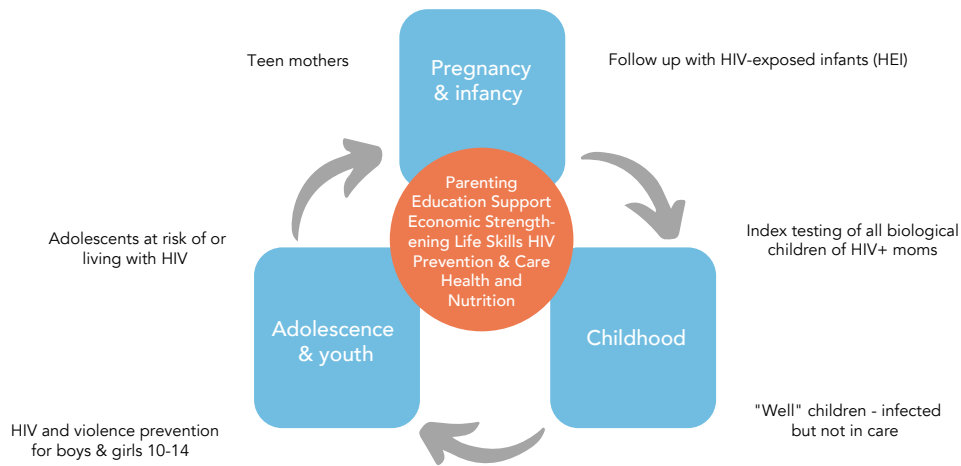 Teen mothers
Pregnancy
& infancy
Follow up with HIV-exposed infants (HEI)
Parenting
Education Support
Economic Strength-
ening Life Skills HIV
Prevention & Care
Health and
Nutrition
Adolescents at risk of or
living with HIV
Index testing of all biological
children of HIV+ moms
Adolescence
& youth
Childhood
HIV and violence prevention
for boys & girls 10-14
"Well" children - infected
but not in care